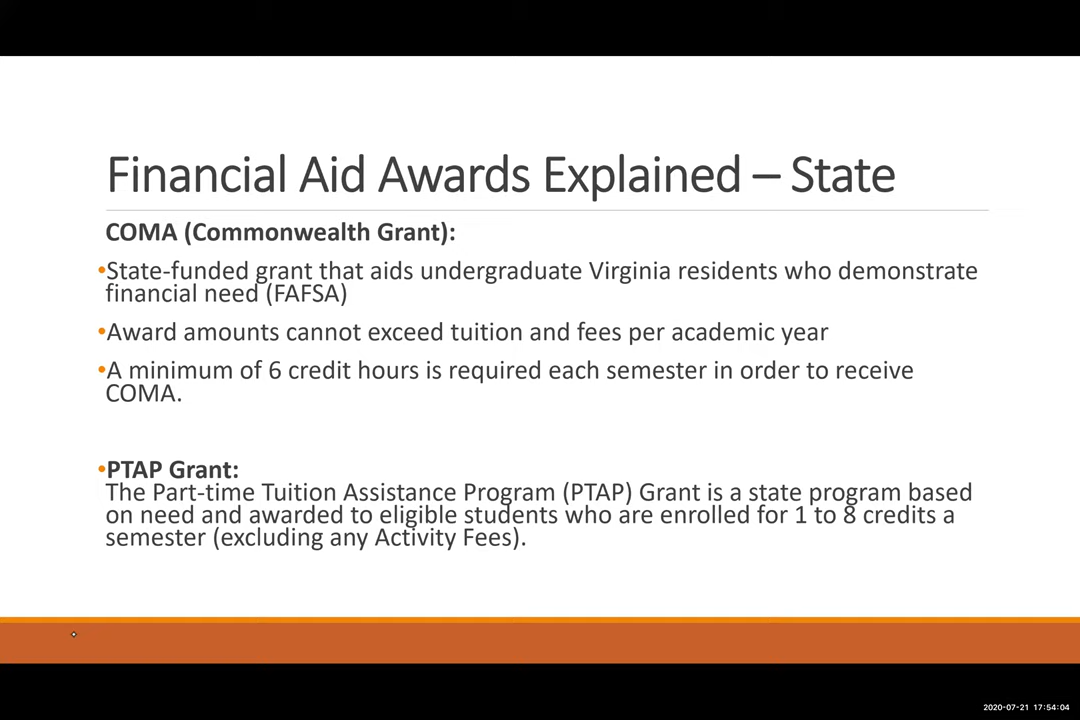 Financial Aid Awards Explained – State
COMA (Commonwealth Grant):
•State-funded grant that aids undergraduate Virginia residents who demonstrate
financial need (FAFSA)
•Award amounts cannot exceed tuition and fees per academic year
•A minimum of 6 credit hours is required each semester in order to receive
COMA.
•PTAP Grant:
The Part-time Tuition Assistance Program (PTAP) Grant is a state program based
on need and awarded to eligible students who are enrolled for 1 to 8 credits a
semester (excluding any Activity Fees).
2020-07-21 17:54:04